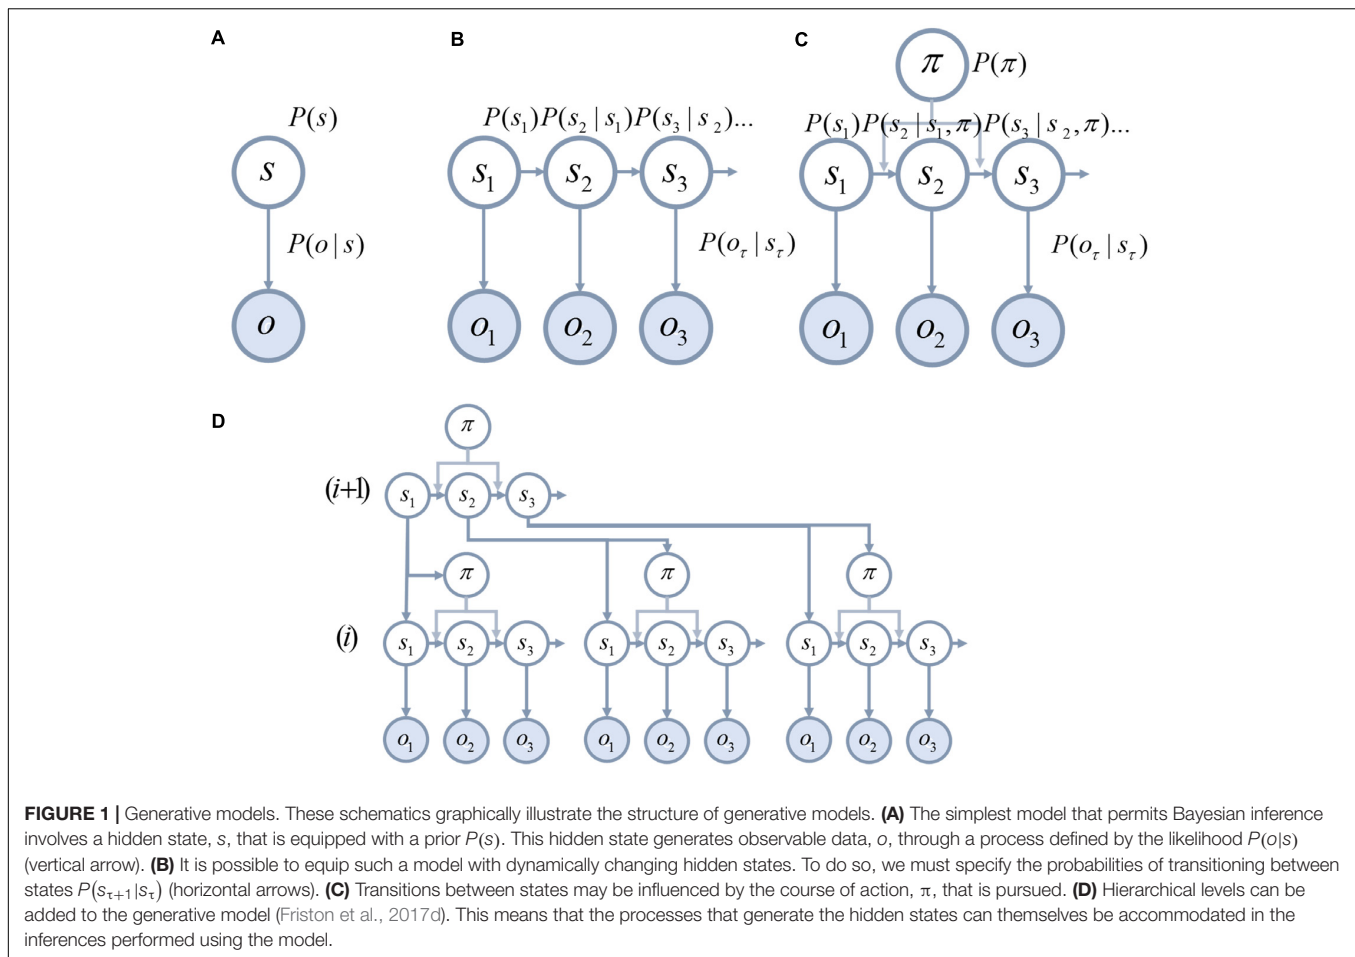 A
B
C
P(s)
s
P(o|s)
o
P(s₁)P(s₂|s₁)P(s₃|s₂)...
s₁ s₂ s₃
P(o_τ|s_τ)
o₁ o₂ o₃
π P(π)
P(s₁)P(s₂|s₁,π)P(s₃|s₂,π)...
s₁ s₂ s₃
P(o_τ|s_τ)
o₁ o₂ o₃
D
π
(i+1) s₁ s₂ s₃
π π π
(i) s₁ s₂ s₃ s₁ s₂ s₃ s₁ s₂ s₃
o₁ o₂ o₃ o₁ o₂ o₃ o₁ o₂ o₃
FIGURE 1 | Generative models. These schematics graphically illustrate the structure of generative models. (A) The simplest model that permits Bayesian inference
involves a hidden state, s, that is equipped with a prior P(s). This hidden state generates observable data, o, through a process defined by the likelihood P(o|s)
(vertical arrow). (B) It is possible to equip such a model with dynamically changing hidden states. To do so, we must specify the probabilities of transitioning between
states P(s_τ+1|s_τ) (horizontal arrows). (C) Transitions between states may be influenced by the course of action, π, that is pursued. (D) Hierarchical levels can be
added to the generative model (Friston et al., 2017d). This means that the processes that generate the hidden states can themselves be accommodated in the
inferences performed using the model.